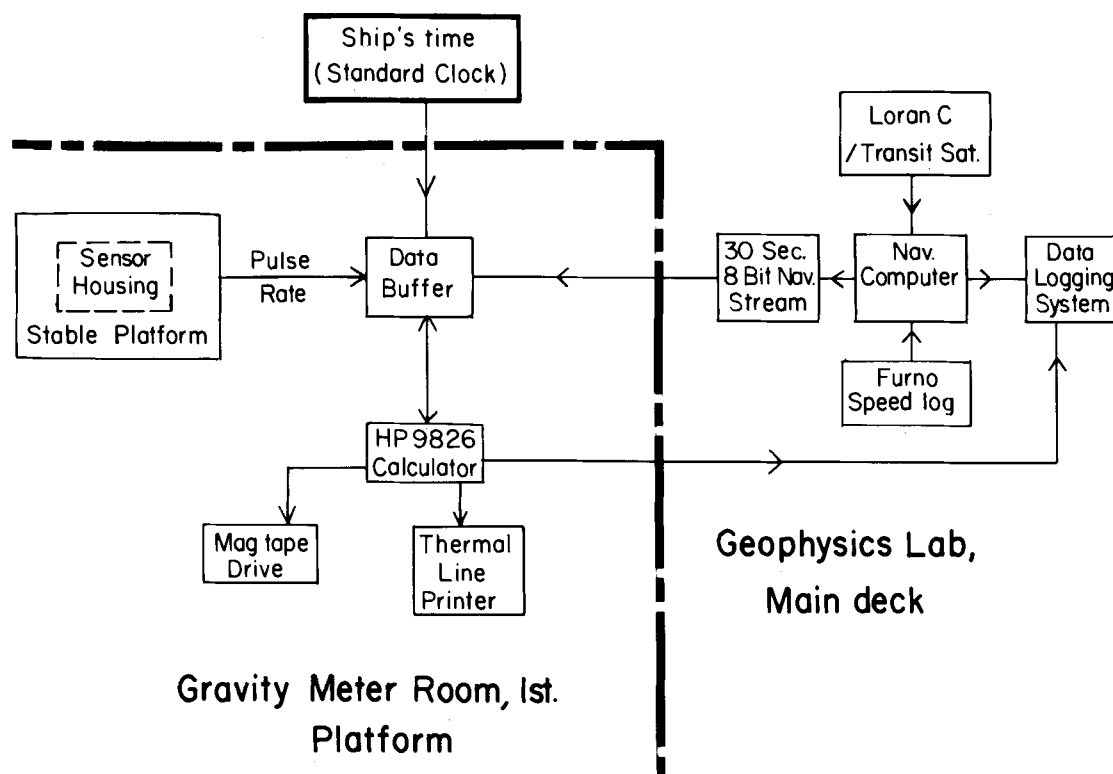 Ship's time
(Standard Clock)
Loran C
/Transit Sat.
Sensor
Housing
Stable Platform
Pulse
Rate
Data
Buffer
30 Sec.
8 Bit Nav.
Stream
Nav.
Computer
Data
Logging
System
Furno
Speed log
HP 9826
Calculator
Mag tape
Drive
Thermal
Line
Printer
Geophysics Lab,
Main deck
Gravity Meter Room, 1st.
Platform